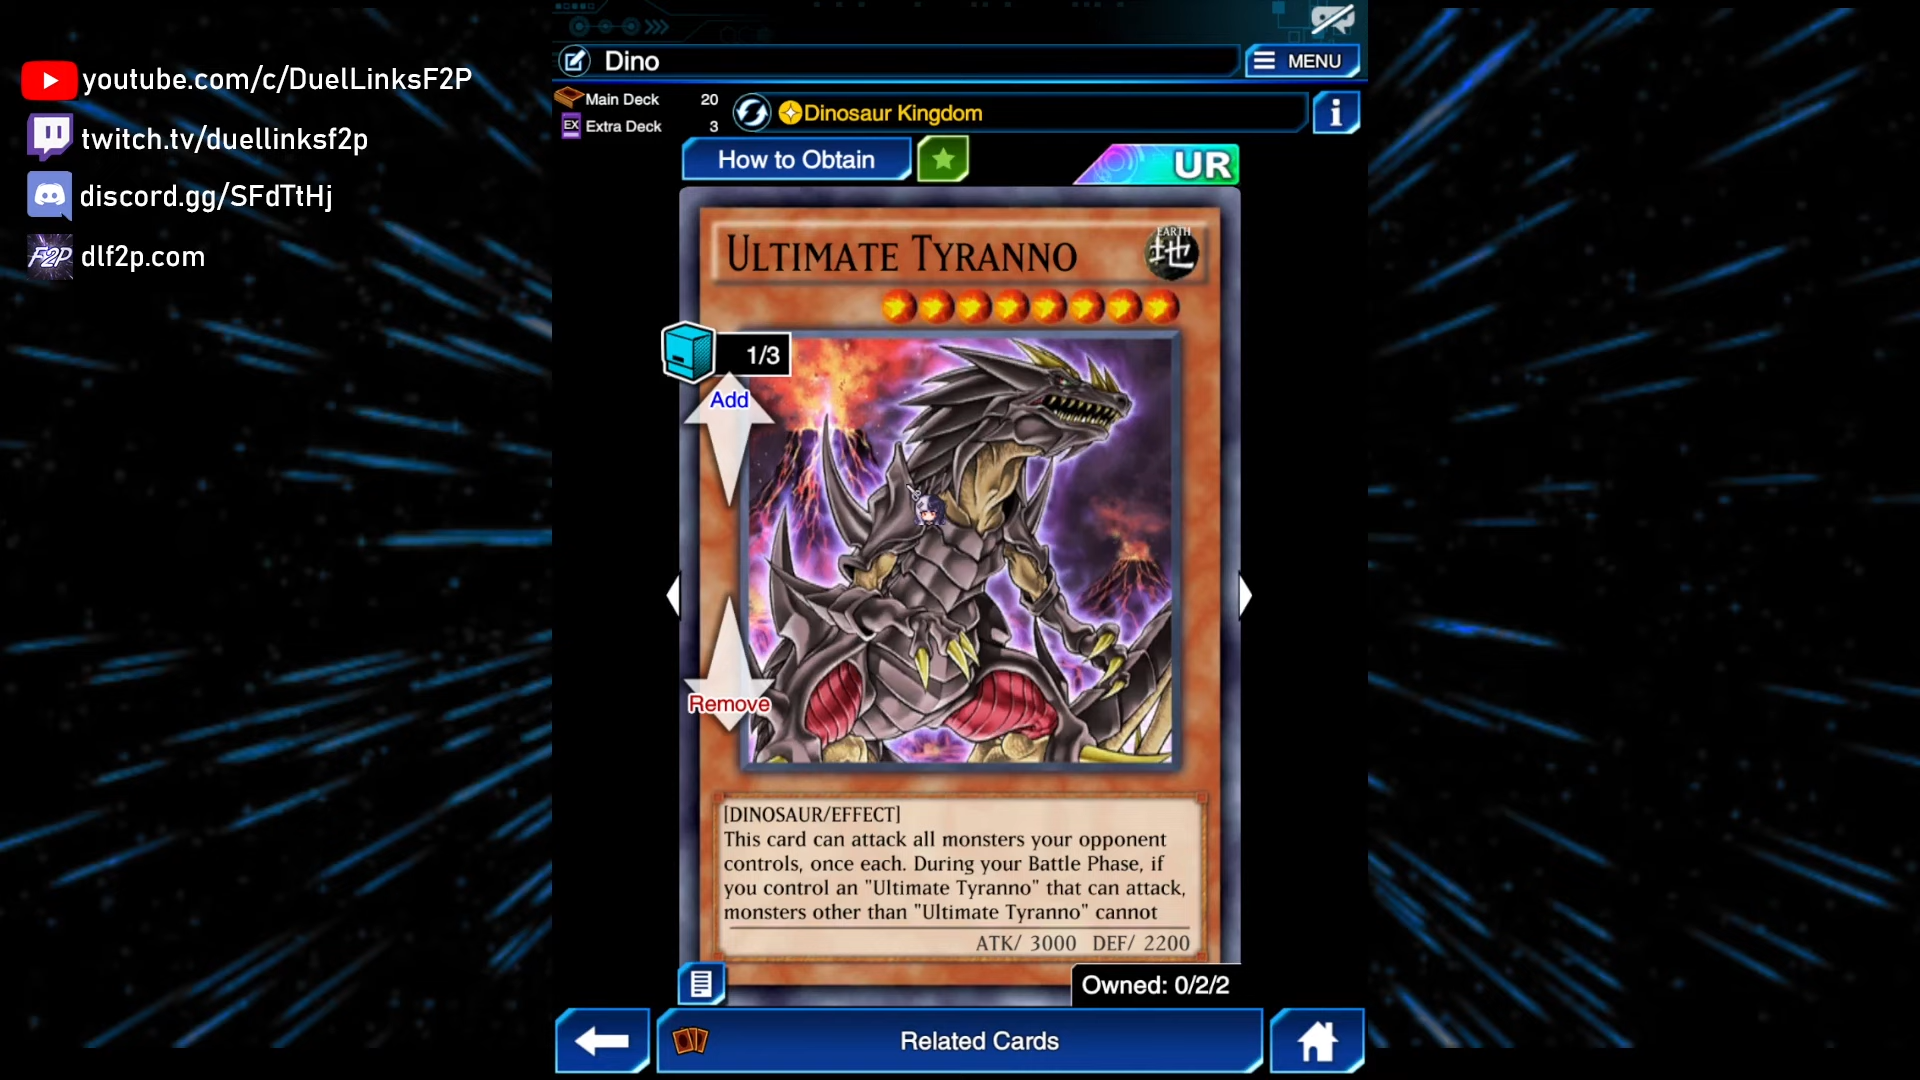 youtube.com/c/DuelLinksF2P
twitch.tv/duellinksf2p
discord.gg/SFdTtHj
F2P dlf2p.com
Dino
MENU
Main Deck 20
EX Extra Deck 3
Dinosaur Kingdom
i
How to Obtain
UR
ULTIMATE TYRANNO
EARTH
地
1/3
Add
Remove
[DINOSAUR/EFFECT]
This card can attack all monsters your opponent
controls, once each. During your Battle Phase, if
you control an "Ultimate Tyranno" that can attack,
monsters other than "Ultimate Tyranno" cannot
ATK/ 3000 DEF/ 2200
Owned: 0/2/2
Related Cards